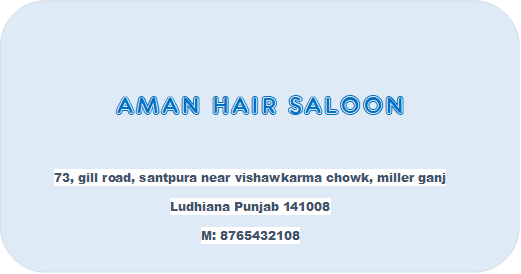 AMAN HAIR SALOON
73, gill road, santpura near vishawkarma chowk, miller ganj
Ludhiana Punjab 141008
M: 8765432108